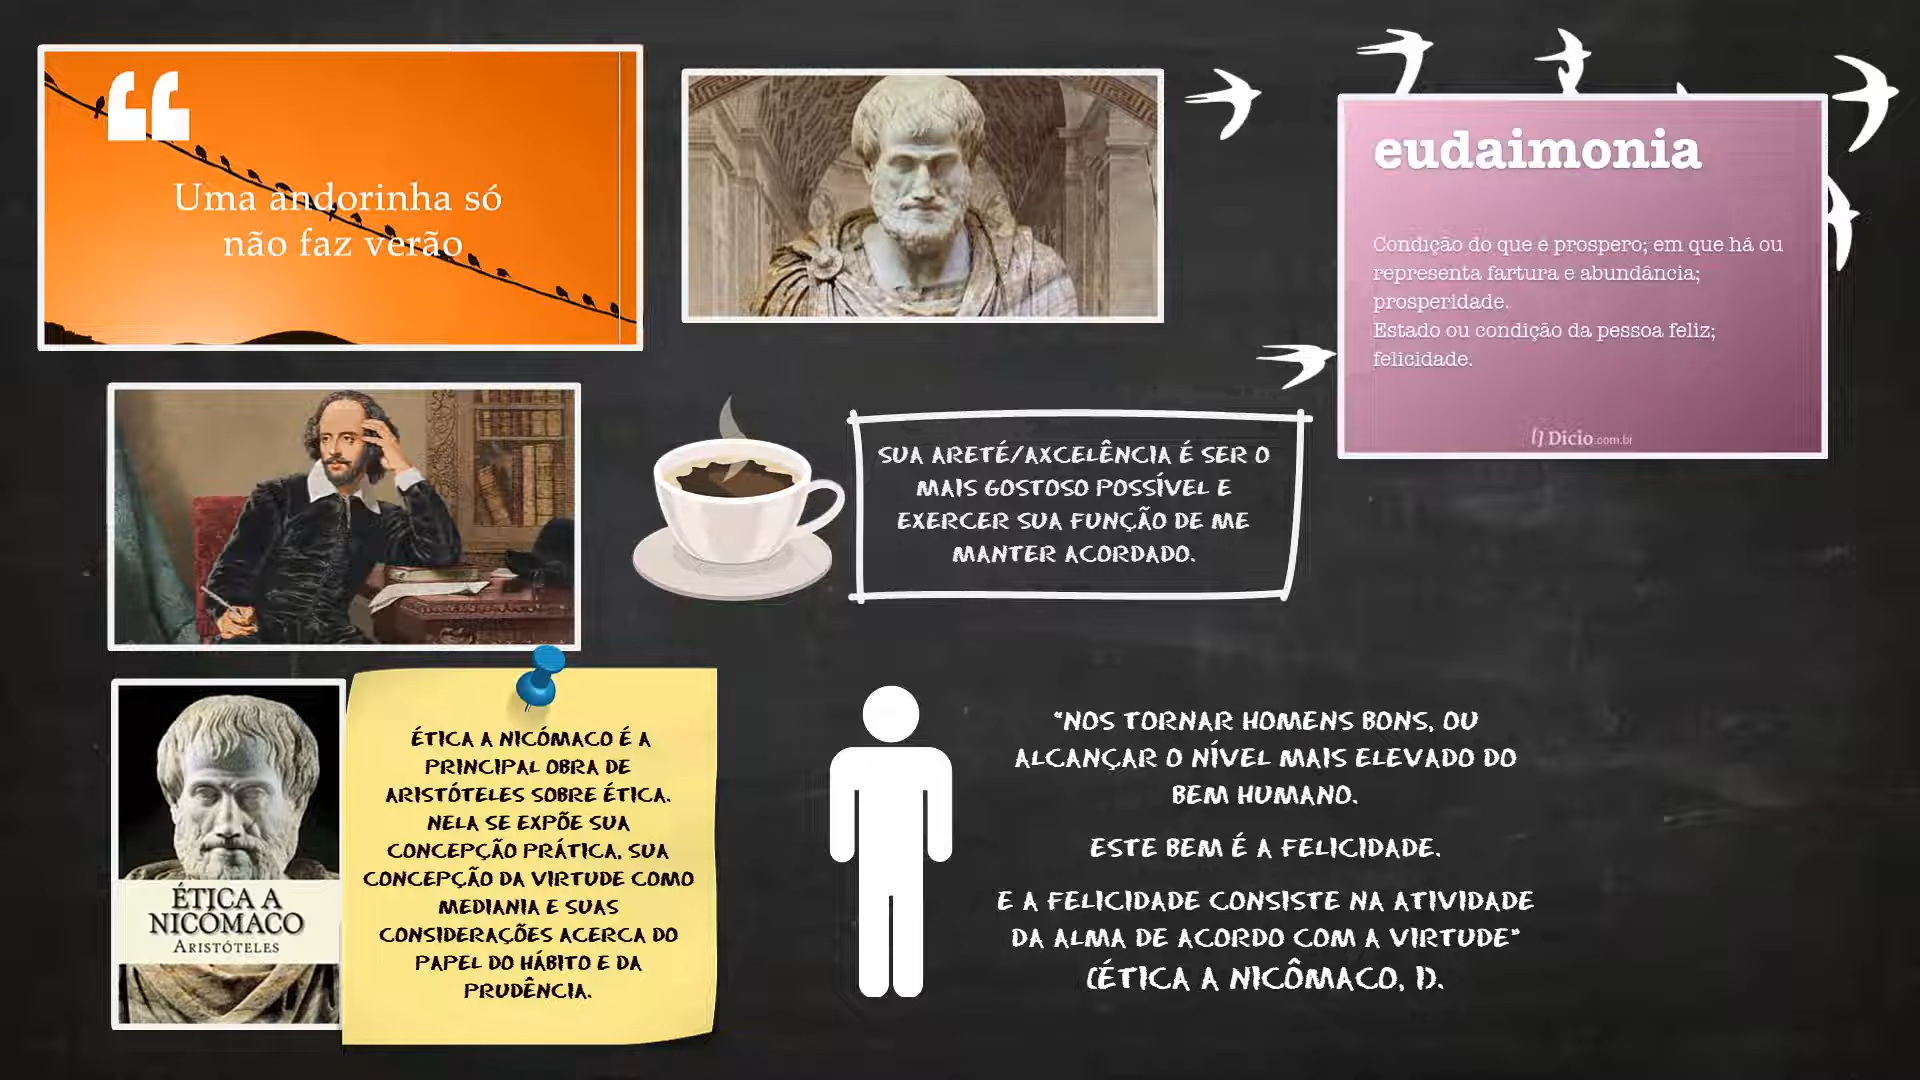 “
Uma andorinha só
não faz verão
eudaimonia
Condição do que é prospero; em que há ou
representa fartura e abundância;
prosperidade.
Estado ou condição da pessoa feliz;
felicidade.
Dicio.com.br
SUA ARETÉ/AXCELÊNCIA É SER O
MAIS GOSTOSO POSSÍVEL E
EXERCER SUA FUNÇÃO DE ME
MANTER ACORDADO.
ÉTICA A
NICÓMACO
ARISTÓTELES
ÉTICA A NICÓMACO É A
PRINCIPAL OBRA DE
ARISTÓTELES SOBRE ÉTICA.
NELA SE EXPÕE SUA
CONCEPÇÃO PRÁTICA, SUA
CONCEPÇÃO DA VIRTUDE COMO
MEDIANIA E SUAS
CONSIDERAÇÕES ACERCA DO
PAPEL DO HÁBITO E DA
PRUDÊNCIA.
"NOS TORNAR HOMENS BONS, OU
ALCANÇAR O NÍVEL MAIS ELEVADO DO
BEM HUMANO.
ESTE BEM É A FELICIDADE.
E A FELICIDADE CONSISTE NA ATIVIDADE
DA ALMA DE ACORDO COM A VIRTUDE"
(ÉTICA A NICÔMACO, I).